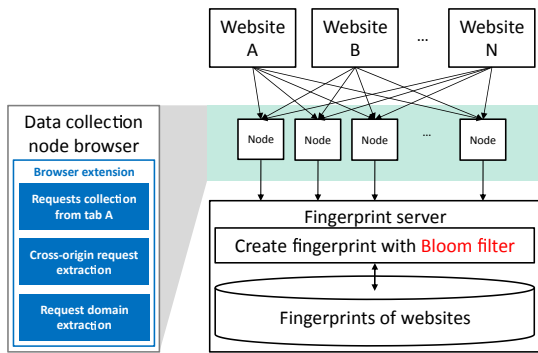 Website
A
Website
B
...
Website
N
Data collection
node browser
Browser extension
Requests collection
from tab A
Cross-origin request
extraction
Request domain
extraction
Node
Node
Node
...
Node
Fingerprint server
Create fingerprint with Bloom filter
Fingerprints of websites